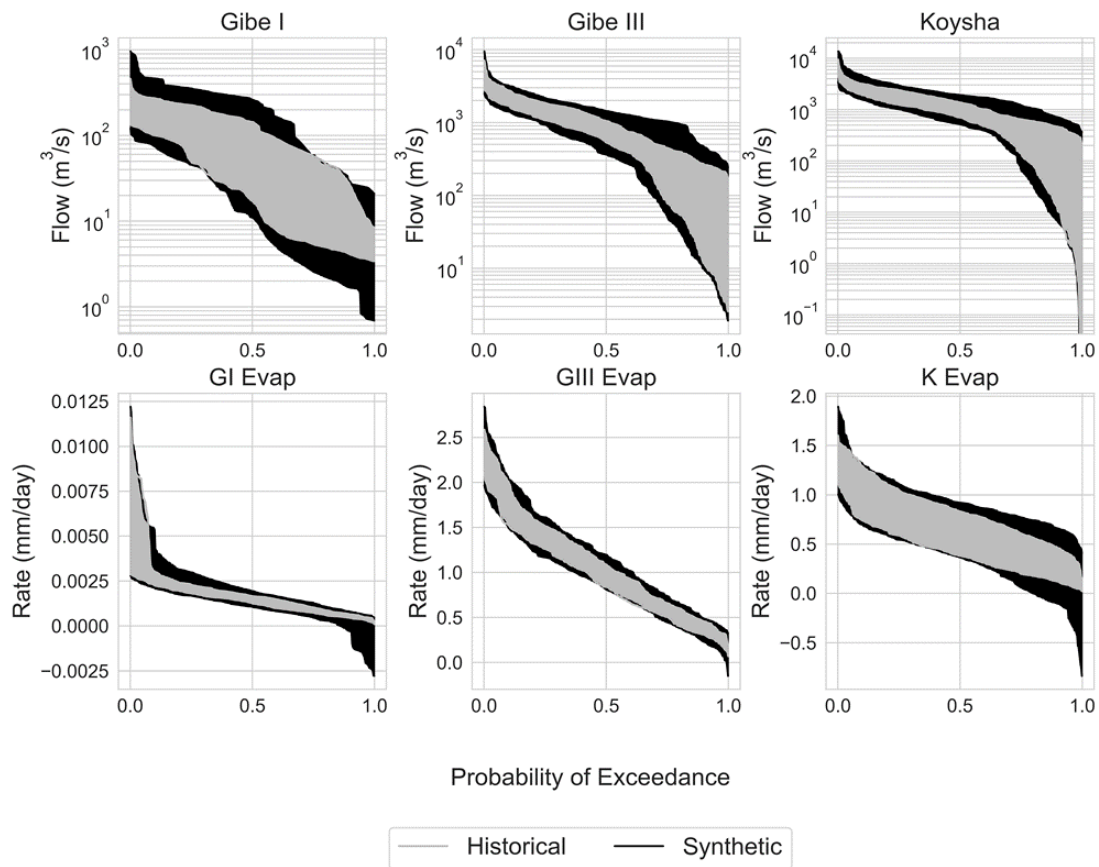 Gibe I
Gibe III
Koysha
Flow (m³/s)
10³
10²
10¹
10⁰
0.0 0.5 1.0
Flow (m³/s)
10⁴
10³
10²
10¹
0.0 0.5 1.0
Flow (m³/s)
10⁴
10³
10²
10¹
10⁰
10⁻¹
0.0 0.5 1.0
GI Evap
GIII Evap
K Evap
Rate (mm/day)
0.0125
0.0100
0.0075
0.0050
0.0025
0.0000
−0.0025
0.0 0.5 1.0
Rate (mm/day)
2.5
2.0
1.5
1.0
0.5
0.0
0.0 0.5 1.0
Rate (mm/day)
2.0
1.5
1.0
0.5
0.0
−0.5
0.0 0.5 1.0
Probability of Exceedance
Historical Synthetic